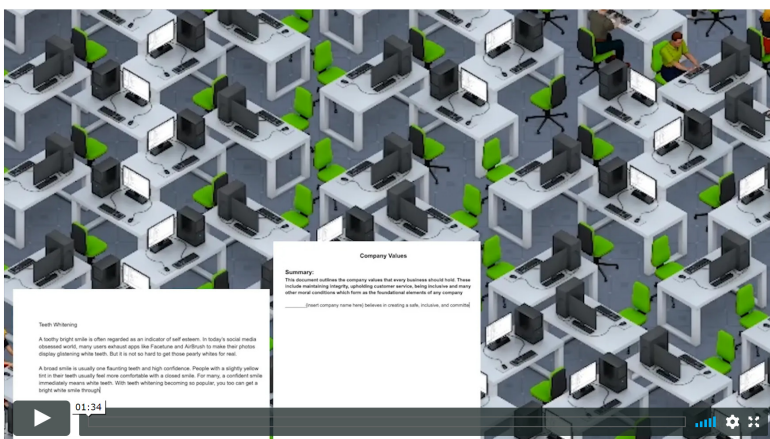 Company Values
Summary:
This document outlines the company values that every business should hold. These
include maintaining integrity, upholding customer service, being inclusive and many
other moral conditions which form as the foundational elements of any company
________(insert company name here) believes in creating a safe, inclusive, and committe
Teeth Whitening
A toothy bright smile is often regarded as an indicator of self esteem. In today's social media
obsessed world, many users exhaust apps like Facetune and AirBrush to make their photos
display glistening white teeth. But it is not so hard to get those pearly whites for real.
A broad smile is usually one flaunting teeth and high confidence. People with a slightly yellow
tint in their teeth usually feel more comfortable with a closed smile. For many, a confident smile
immediately means white teeth. With teeth whitening becoming so popular, you too can get a
bright white smile through
01:34